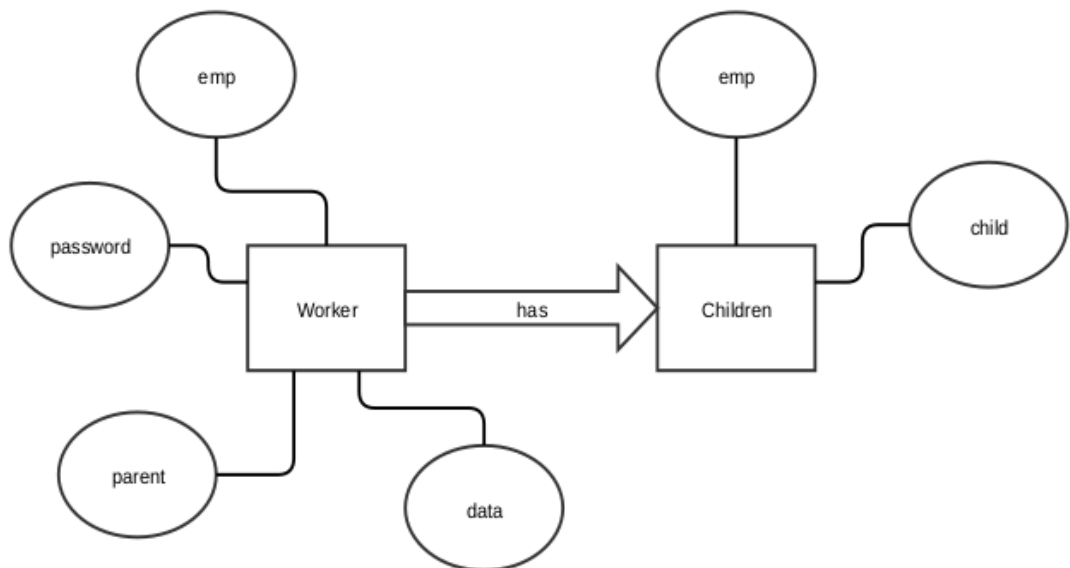 emp
emp
password
child
Worker
has
Children
parent
data